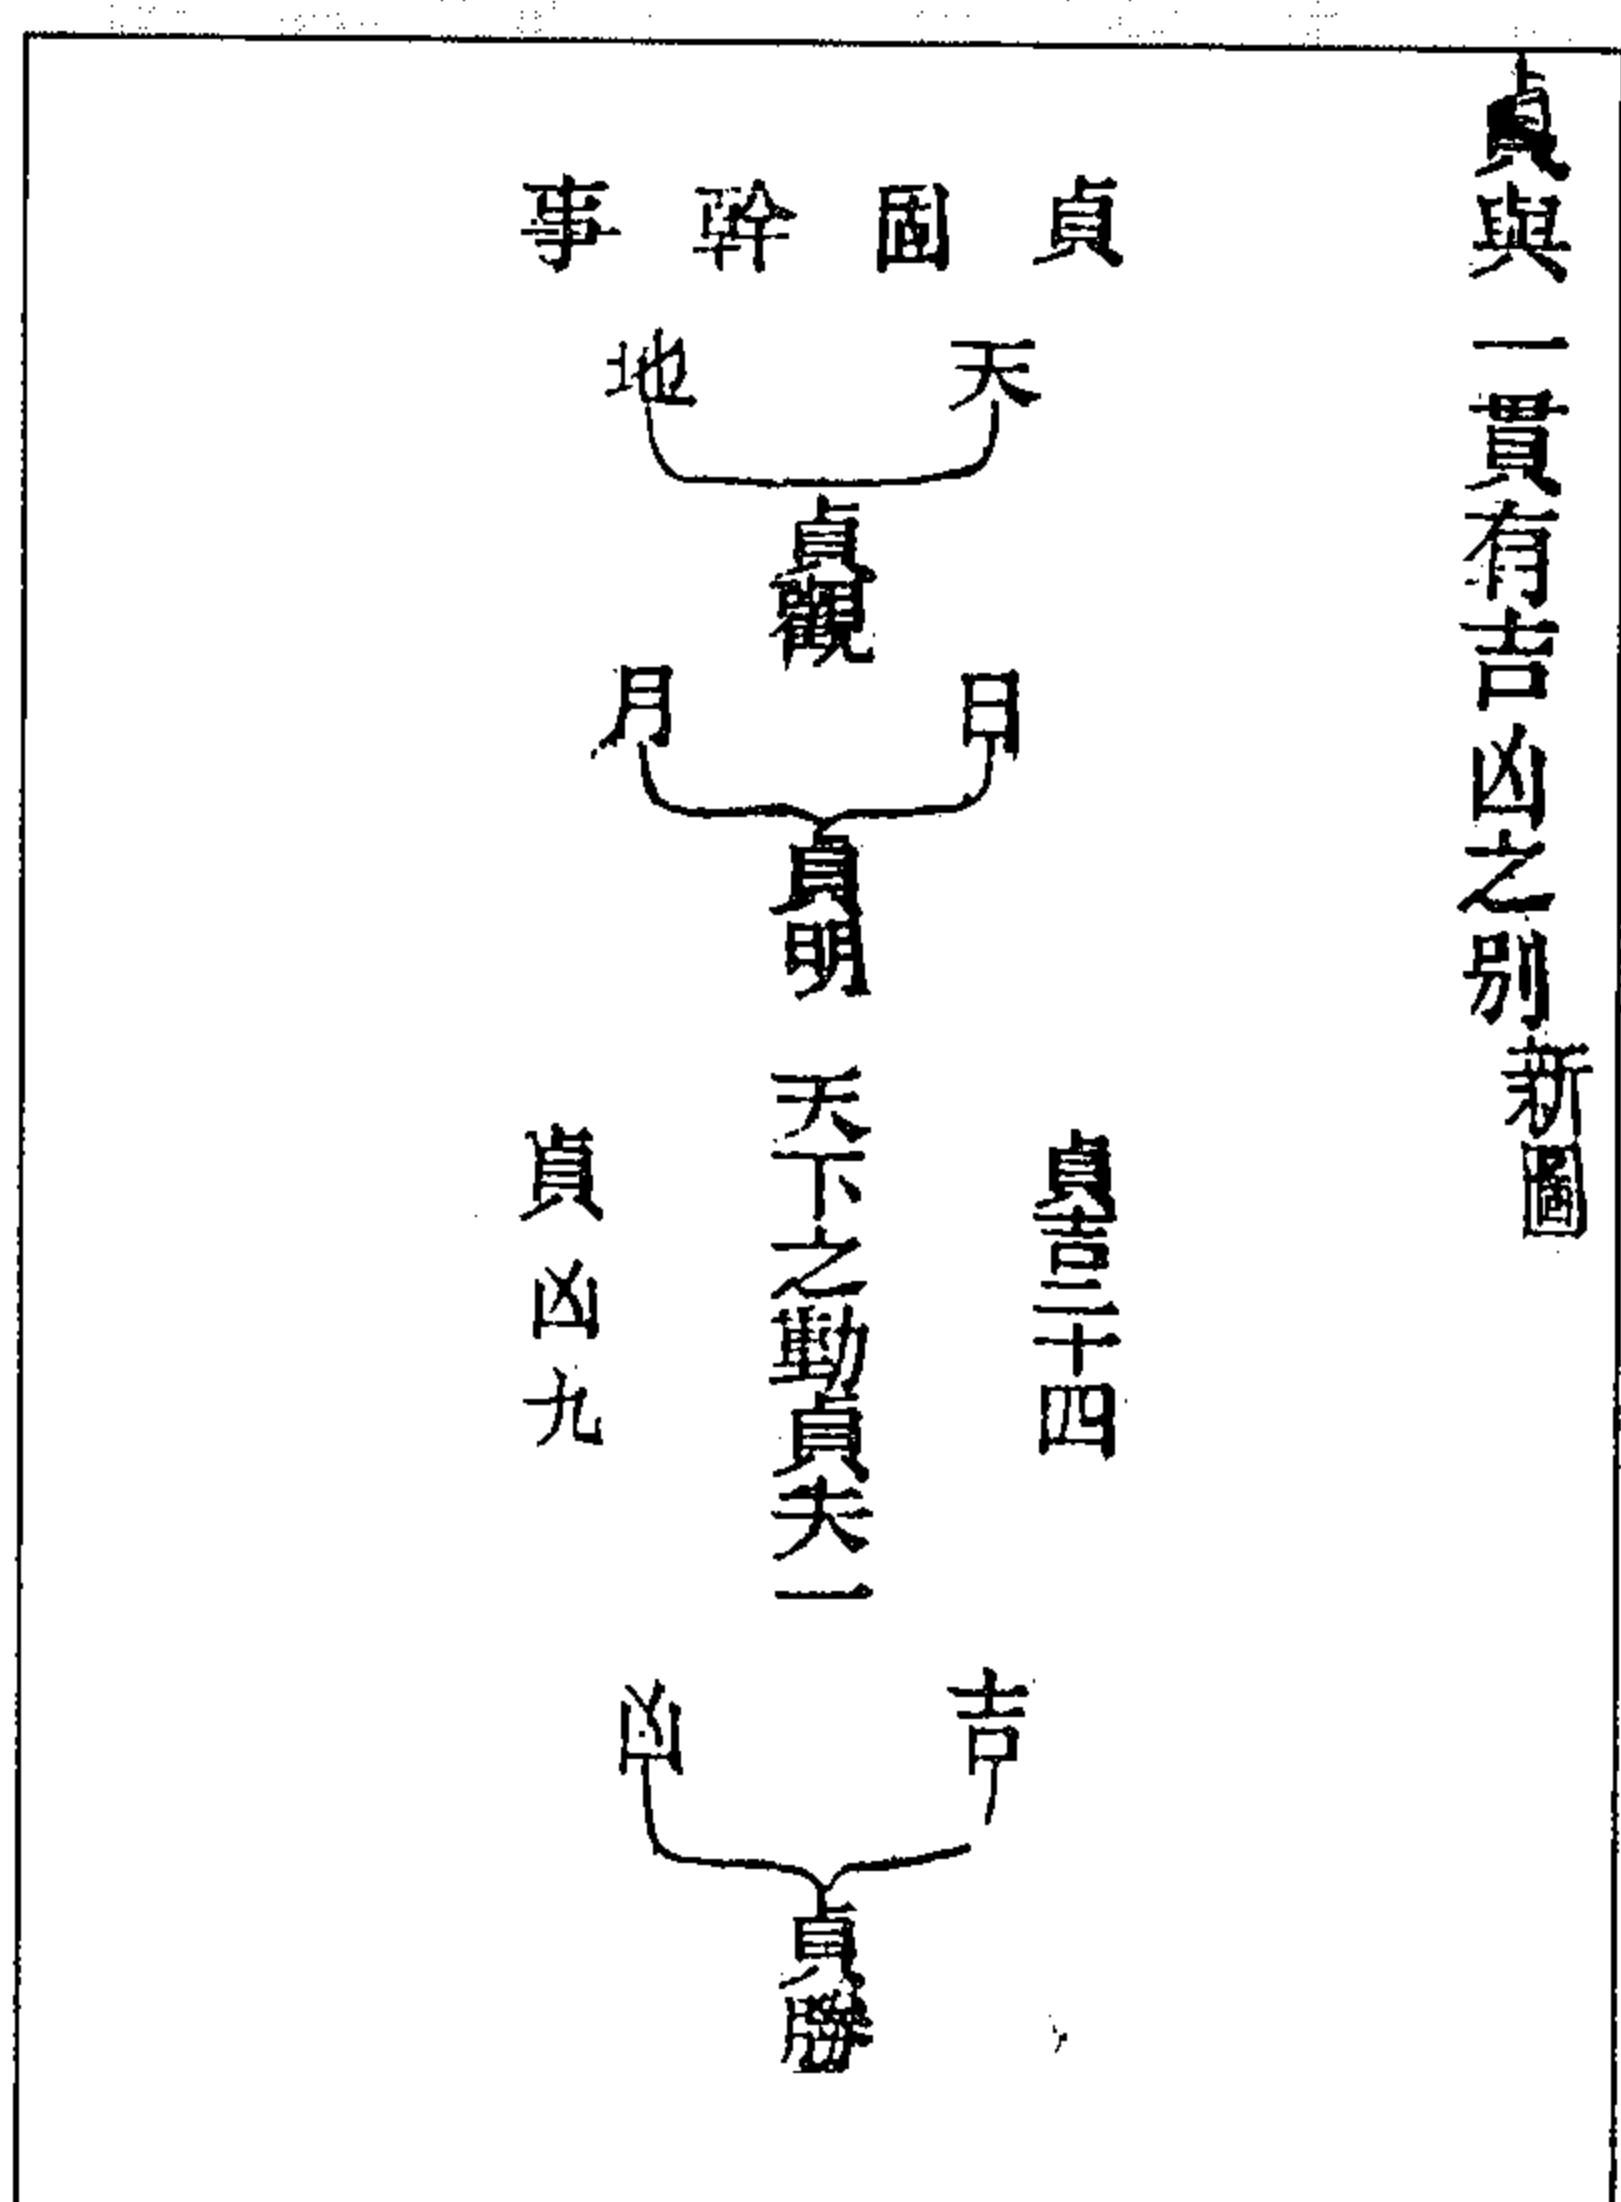 貞與一貫有吉凶之別 新圖
貞固幹事
天地
貞觀
日月
貞明
貞吉三十四
天下之動貞夫一
貞凶九
吉凶
貞勝